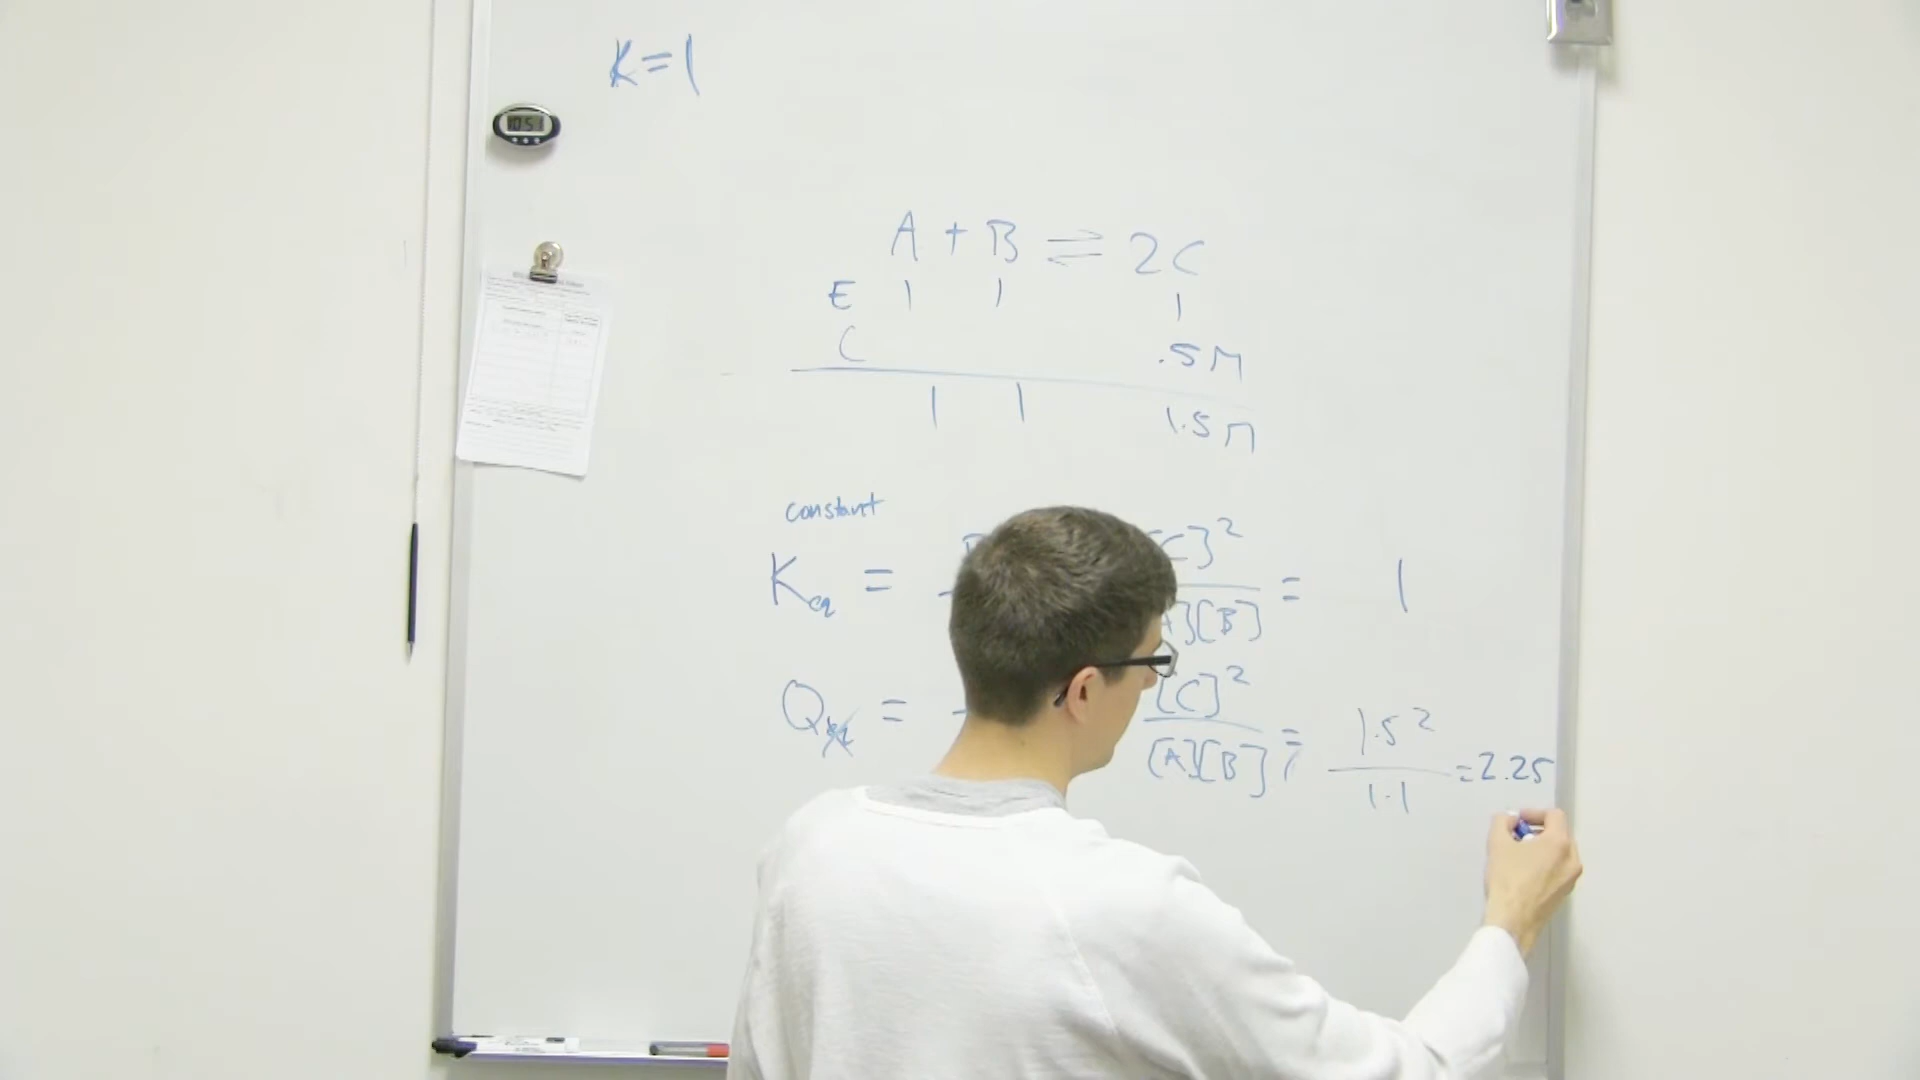 K=1
10:51
A + B ⇌ 2C
E 1 1 1
C .5M
1 1 1.5M
constant
Keq = [C]² = 1
[A][B]
Q = [C]² = 1.5² = 2.25
[A][B] 1·1